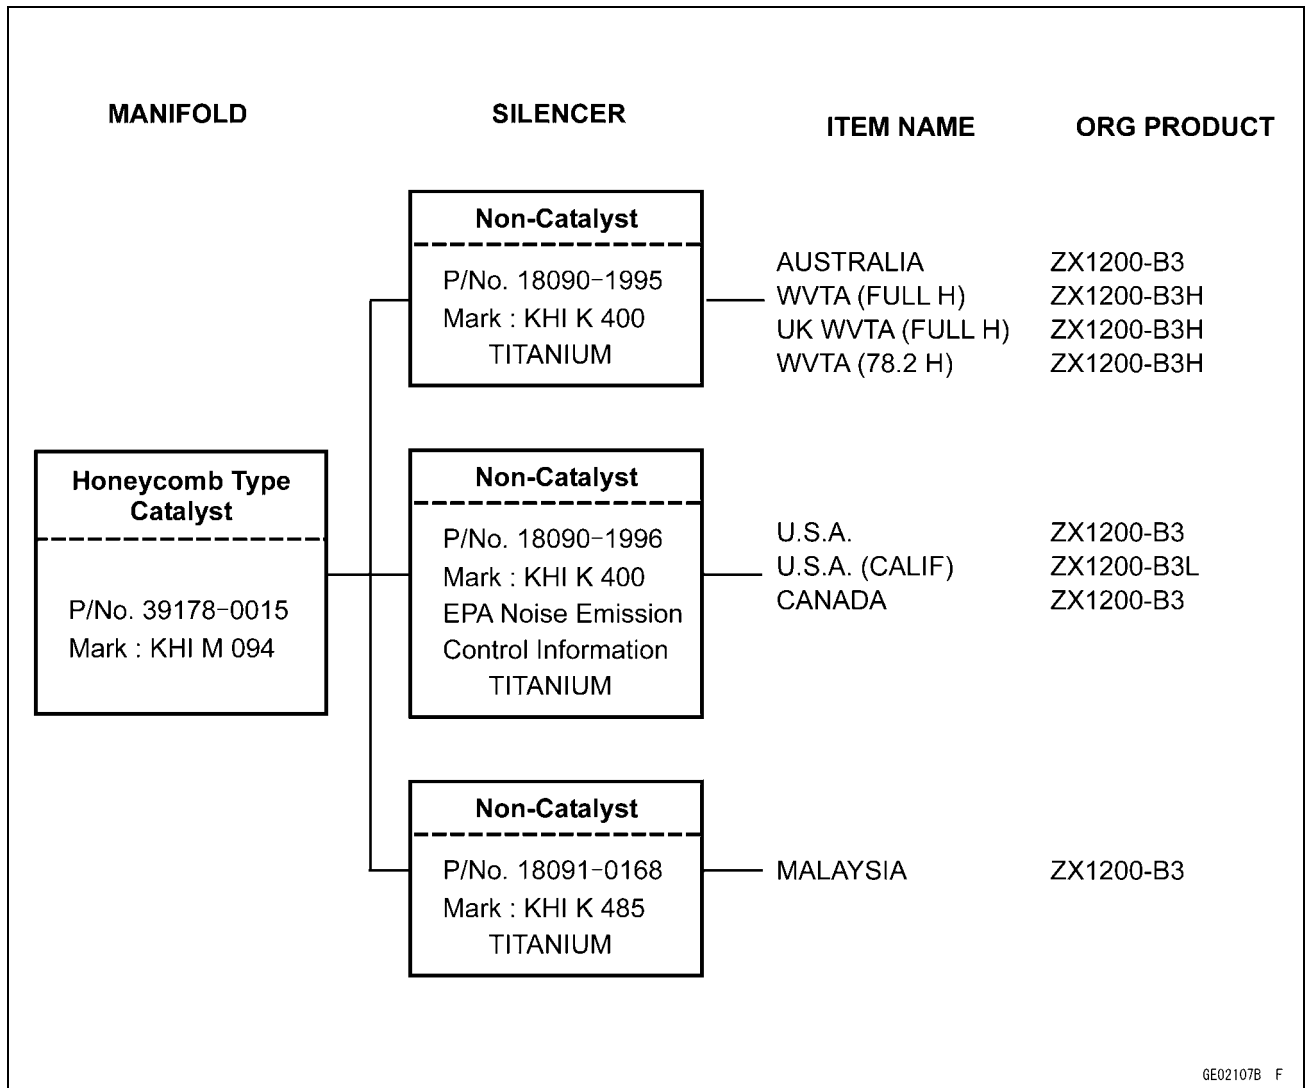 MANIFOLD
SILENCER
ITEM NAME
ORG PRODUCT
Honeycomb Type
Catalyst
P/No. 39178-0015
Mark : KHI M 094
Non-Catalyst
P/No. 18090-1995
Mark : KHI K 400
TITANIUM
AUSTRALIA ZX1200-B3
WVTA (FULL H) ZX1200-B3H
UK WVTA (FULL H) ZX1200-B3H
WVTA (78.2 H) ZX1200-B3H
Non-Catalyst
P/No. 18090-1996
Mark : KHI K 400
EPA Noise Emission
Control Information
TITANIUM
U.S.A. ZX1200-B3
U.S.A. (CALIF) ZX1200-B3L
CANADA ZX1200-B3
Non-Catalyst
P/No. 18091-0168
Mark : KHI K 485
TITANIUM
MALAYSIA ZX1200-B3
GE02107B F